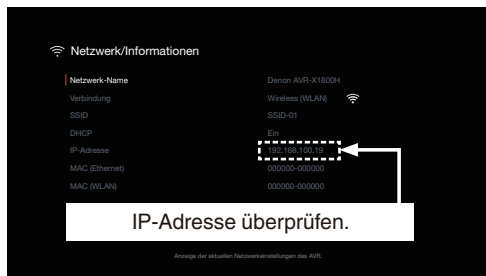 Netzwerk/Informationen
Netzwerk-Name Denon AVR-X1800H
Verbindung Wireless (WLAN)
SSID SSID-01
DHCP Ein
IP-Adresse 192.168.100.19
MAC (Ethernet) 000000-000000
MAC (WLAN) 000000-000000
IP-Adresse überprüfen.
Anzeige der aktuellen Netzwerkeinstellungen des AVR.